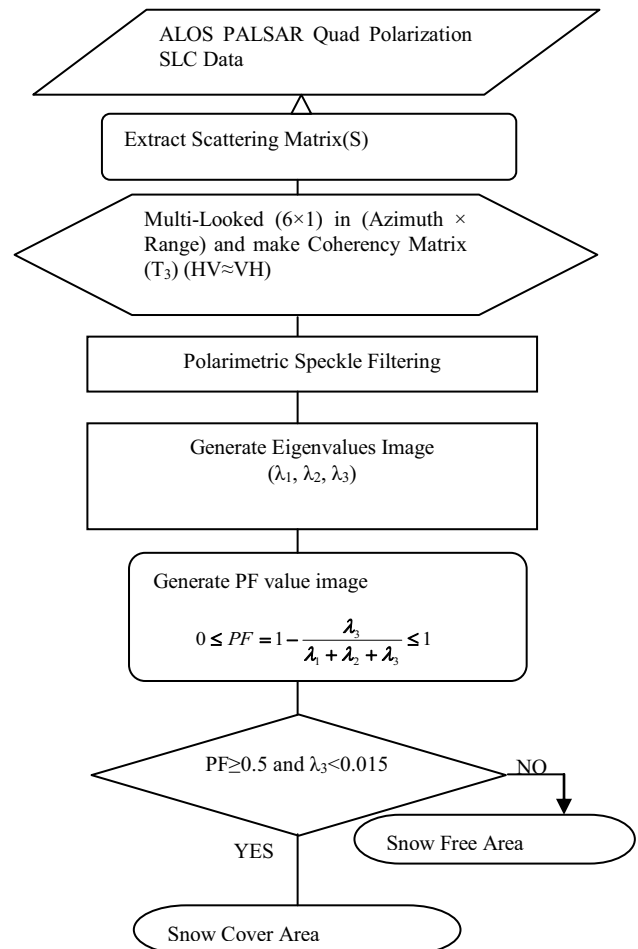 ALOS PALSAR Quad Polarization
SLC Data
Extract Scattering Matrix(S)
Multi-Looked (6×1) in (Azimuth ×
Range) and make Coherency Matrix
(T₃) (HV≈VH)
Polarimetric Speckle Filtering
Generate Eigenvalues Image
(λ₁, λ₂, λ₃)
Generate PF value image
0 ≤ PF = 1 − λ₃ / (λ₁ + λ₂ + λ₃) ≤ 1
PF≥0.5 and λ₃<0.015
NO
Snow Free Area
YES
Snow Cover Area